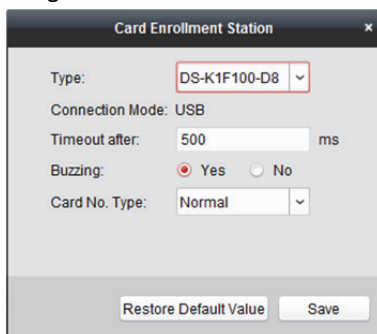 Card Enrollment Station ×
Type: DS-K1F100-D8
Connection Mode: USB
Timeout after: 500 ms
Buzzing: Yes No
Card No. Type: Normal
Restore Default Value Save